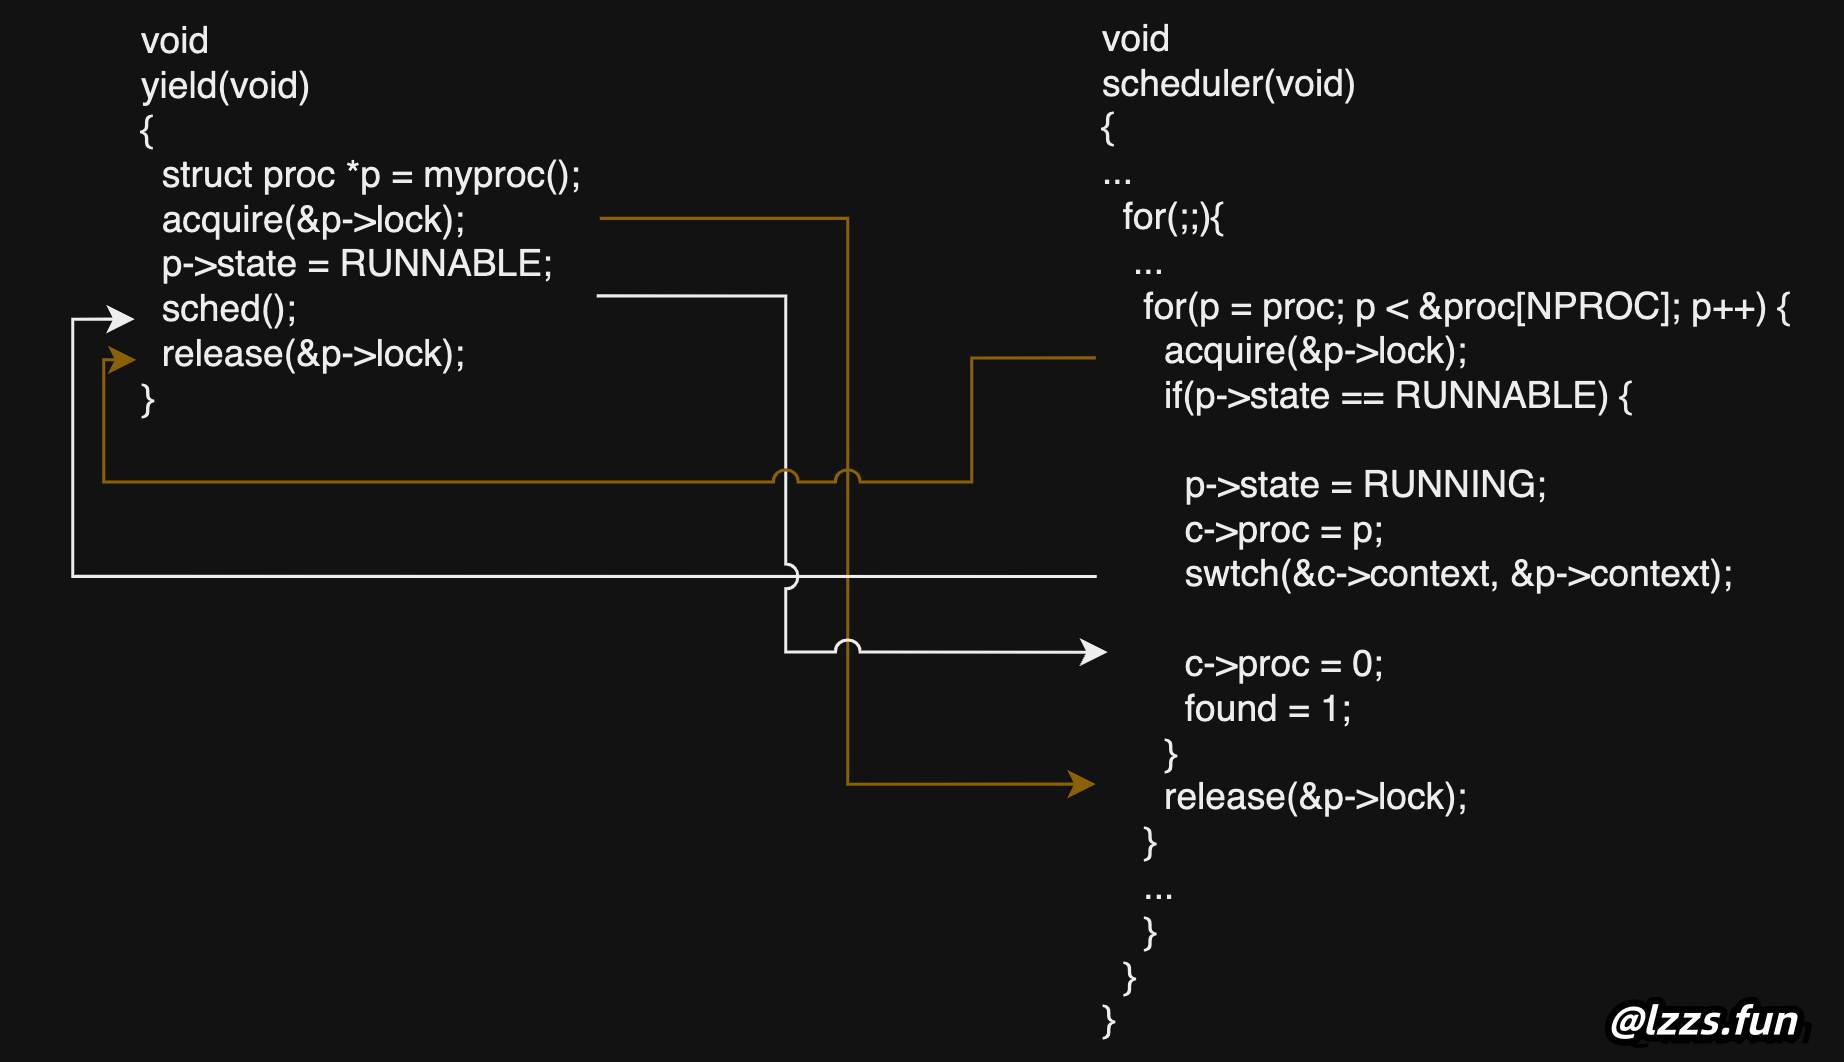 void
yield(void)
{
struct proc *p = myproc();
acquire(&p->lock);
p->state = RUNNABLE;
sched();
release(&p->lock);
}
void
scheduler(void)
{
...
for(;;){
...
for(p = proc; p < &proc[NPROC]; p++) {
acquire(&p->lock);
if(p->state == RUNNABLE) {
p->state = RUNNING;
c->proc = p;
swtch(&c->context, &p->context);
c->proc = 0;
found = 1;
}
release(&p->lock);
}
...
}
}
}
@lzzs.fun